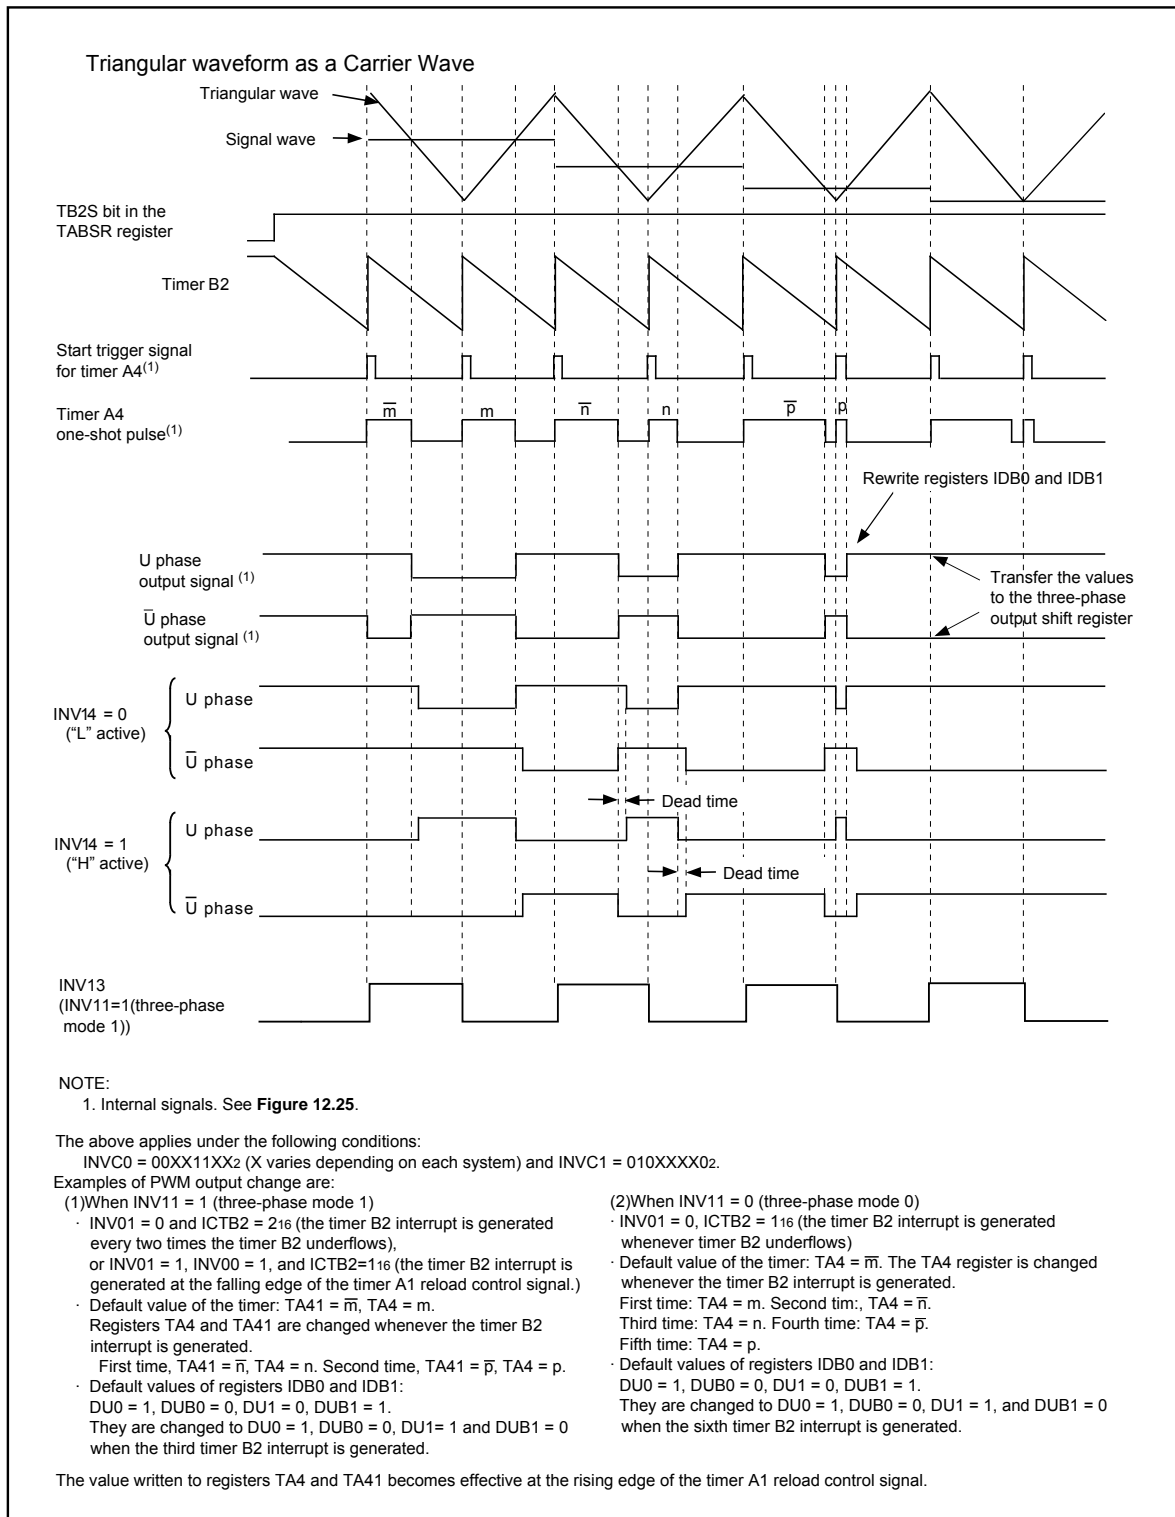 Triangular waveform as a Carrier Wave
Triangular wave
Signal wave
TB2S bit in the
TABSR register
Timer B2
Start trigger signal
for timer A4(1)
m̅ m n̅ n p̅ p
Timer A4
one-shot pulse(1)
Rewrite registers IDB0 and IDB1
U phase
output signal (1)
Transfer the values
to the three-phase
output shift register
U̅ phase
output signal (1)
INV14 = 0
("L" active)
U phase
U̅ phase
Dead time
INV14 = 1
("H" active)
U phase
Dead time
U̅ phase
INV13
(INV11=1(three-phase
mode 1))
NOTE:
1. Internal signals. See Figure 12.25.
The above applies under the following conditions:
INVC0 = 00XX11XX2 (X varies depending on each system) and INVC1 = 010XXXX02.
Examples of PWM output change are:
(1)When INV11 = 1 (three-phase mode 1)
· INV01 = 0 and ICTB2 = 216 (the timer B2 interrupt is generated
every two times the timer B2 underflows),
or INV01 = 1, INV00 = 1, and ICTB2=116 (the timer B2 interrupt is
generated at the falling edge of the timer A1 reload control signal.)
· Default value of the timer: TA41 = m̅, TA4 = m.
Registers TA4 and TA41 are changed whenever the timer B2
interrupt is generated.
First time, TA41 = n̅, TA4 = n. Second time, TA41 = p̅, TA4 = p.
· Default values of registers IDB0 and IDB1:
DU0 = 1, DUB0 = 0, DU1 = 0, DUB1 = 1.
They are changed to DU0 = 1, DUB0 = 0, DU1= 1 and DUB1 = 0
when the third timer B2 interrupt is generated.
(2)When INV11 = 0 (three-phase mode 0)
· INV01 = 0, ICTB2 = 116 (the timer B2 interrupt is generated
whenever timer B2 underflows)
· Default value of the timer: TA4 = m̅. The TA4 register is changed
whenever the timer B2 interrupt is generated.
First time: TA4 = m. Second tim:, TA4 = n̅.
Third time: TA4 = n. Fourth time: TA4 = p̅.
Fifth time: TA4 = p.
· Default values of registers IDB0 and IDB1:
DU0 = 1, DUB0 = 0, DU1 = 0, DUB1 = 1.
They are changed to DU0 = 1, DUB0 = 0, DU1 = 1, and DUB1 = 0
when the sixth timer B2 interrupt is generated.
The value written to registers TA4 and TA41 becomes effective at the rising edge of the timer A1 reload control signal.